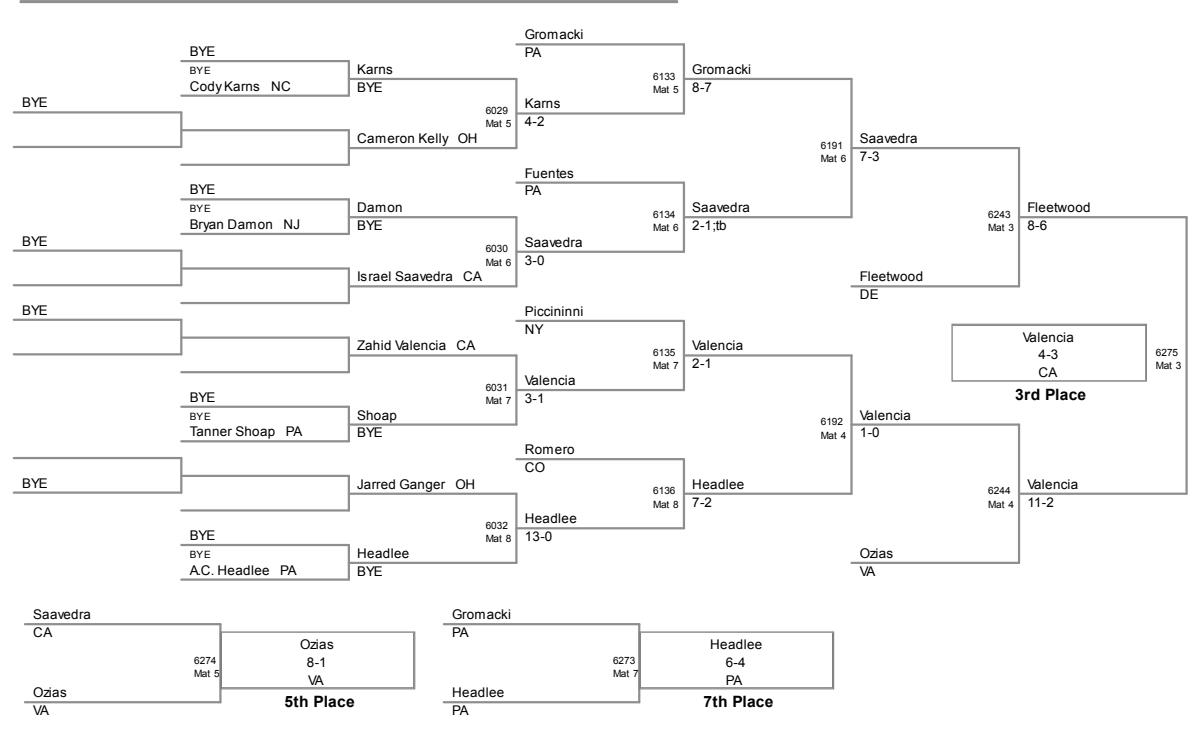 Gromacki
PA
BYE
BYE
Cody Karns NC
Karns
BYE
6133
Mat 5
Gromacki
8-7
BYE
6029
Mat 5
Karns
4-2
Cameron Kelly OH
6191
Mat 6
Saavedra
7-3
Fuentes
PA
BYE
BYE
Bryan Damon NJ
Damon
BYE
6134
Mat 6
Saavedra
2-1;tb
6243
Mat 3
Fleetwood
8-6
BYE
6030
Mat 6
Saavedra
3-0
Israel Saavedra CA
Fleetwood
DE
BYE
Piccininni
NY
Zahid Valencia CA
6135
Mat 7
Valencia
2-1
Valencia
4-3
CA
3rd Place
6275
Mat 3
6031
Mat 7
Valencia
3-1
BYE
BYE
Tanner Shoap PA
Shoap
BYE
6192
Mat 4
Valencia
1-0
Romero
CO
BYE
Jarred Ganger OH
6136
Mat 8
Headlee
7-2
6244
Mat 4
Valencia
11-2
6032
Mat 8
Headlee
13-0
BYE
BYE
A.C. Headlee PA
Headlee
BYE
Ozias
VA
Saavedra
CA
6274
Mat 5
Ozias
8-1
VA
5th Place
Ozias
VA
Gromacki
PA
6273
Mat 7
Headlee
6-4
PA
7th Place
Headlee
PA